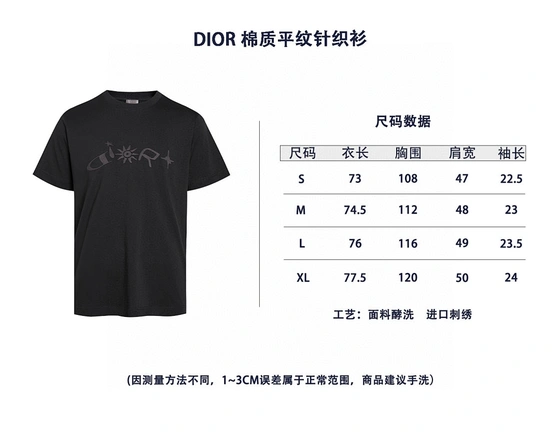 DIOR 棉质平纹针织衫
尺码数据
尺码 衣长 胸围 肩宽 袖长
S 73 108 47 22.5
M 74.5 112 48 23
L 76 116 49 23.5
XL 77.5 120 50 24
工艺：面料酵洗 进口刺绣
(因测量方法不同，1~3CM误差属于正常范围，商品建议手洗)